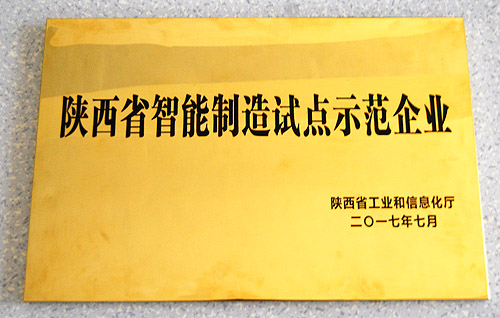 陕西省智能制造试点示范企业
陕西省工业和信息化厅
二〇一七年七月